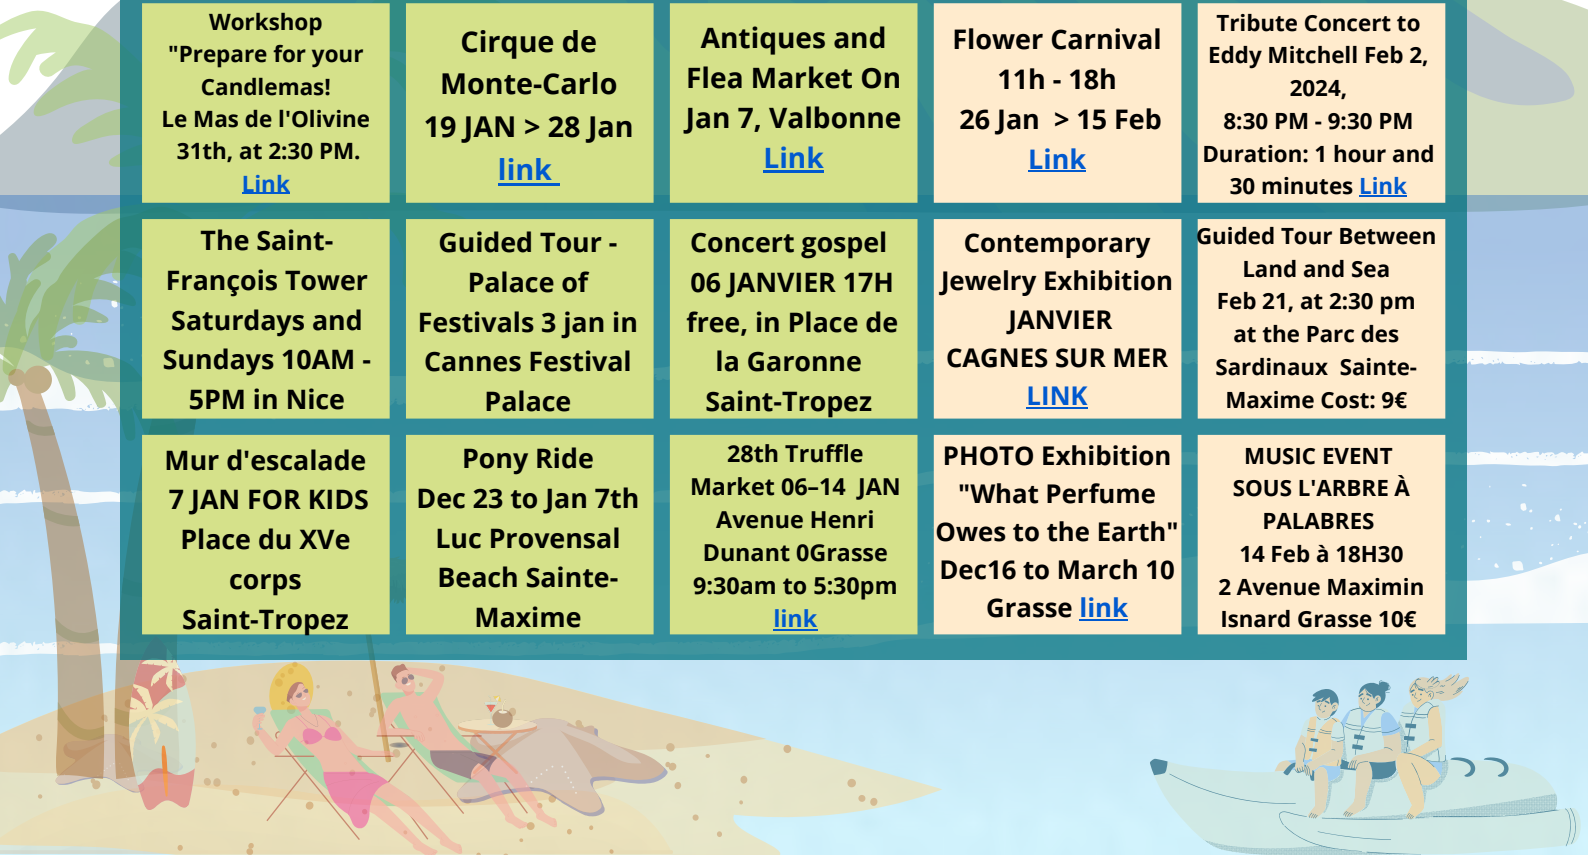 Workshop
"Prepare for your
Candlemas!
Le Mas de l'Olivine
31th, at 2:30 PM.
Link
Cirque de
Monte-Carlo
19 JAN > 28 Jan
link
Antiques and
Flea Market On
Jan 7, Valbonne
Link
Flower Carnival
11h - 18h
26 Jan > 15 Feb
Link
Tribute Concert to
Eddy Mitchell Feb 2,
2024,
8:30 PM - 9:30 PM
Duration: 1 hour and
30 minutes Link
The Saint-
François Tower
Saturdays and
Sundays 10AM -
5PM in Nice
Guided Tour -
Palace of
Festivals 3 jan in
Cannes Festival
Palace
Concert gospel
06 JANVIER 17H
free, in Place de
la Garonne
Saint-Tropez
Contemporary
Jewelry Exhibition
JANVIER
CAGNES SUR MER
LINK
Guided Tour Between
Land and Sea
Feb 21, at 2:30 pm
at the Parc des
Sardinaux Sainte-
Maxime Cost: 9€
Mur d'escalade
7 JAN FOR KIDS
Place du XVe
corps
Saint-Tropez
Pony Ride
Dec 23 to Jan 7th
Luc Provensal
Beach Sainte-
Maxime
28th Truffle
Market 06–14 JAN
Avenue Henri
Dunant 0Grasse
9:30am to 5:30pm
link
PHOTO Exhibition
"What Perfume
Owes to the Earth"
Dec16 to March 10
Grasse link
MUSIC EVENT
SOUS L'ARBRE À
PALABRES
14 Feb à 18H30
2 Avenue Maximin
Isnard Grasse 10€